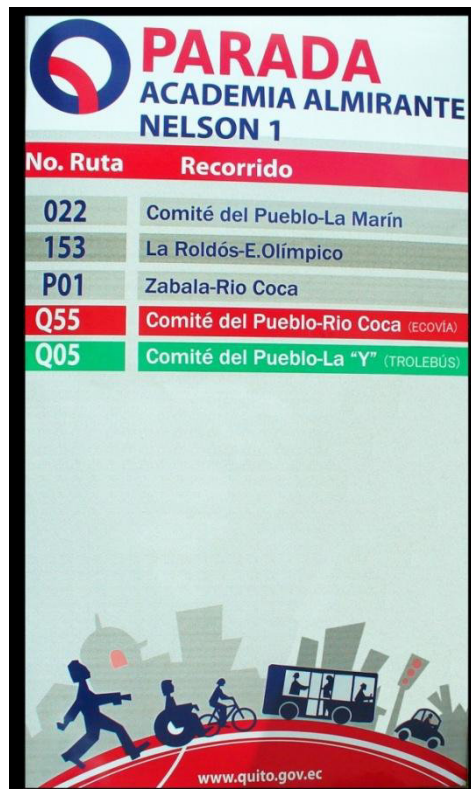 PARADA
ACADEMIA ALMIRANTE
NELSON 1
No. Ruta Recorrido
022 Comité del Pueblo-La Marín
153 La Roldós-E.Olímpico
P01 Zabala-Rio Coca
Q55 Comité del Pueblo-Rio Coca (ECOVÍA)
Q05 Comité del Pueblo-La “Y” (TROLEBÚS)
www.quito.gov.ec